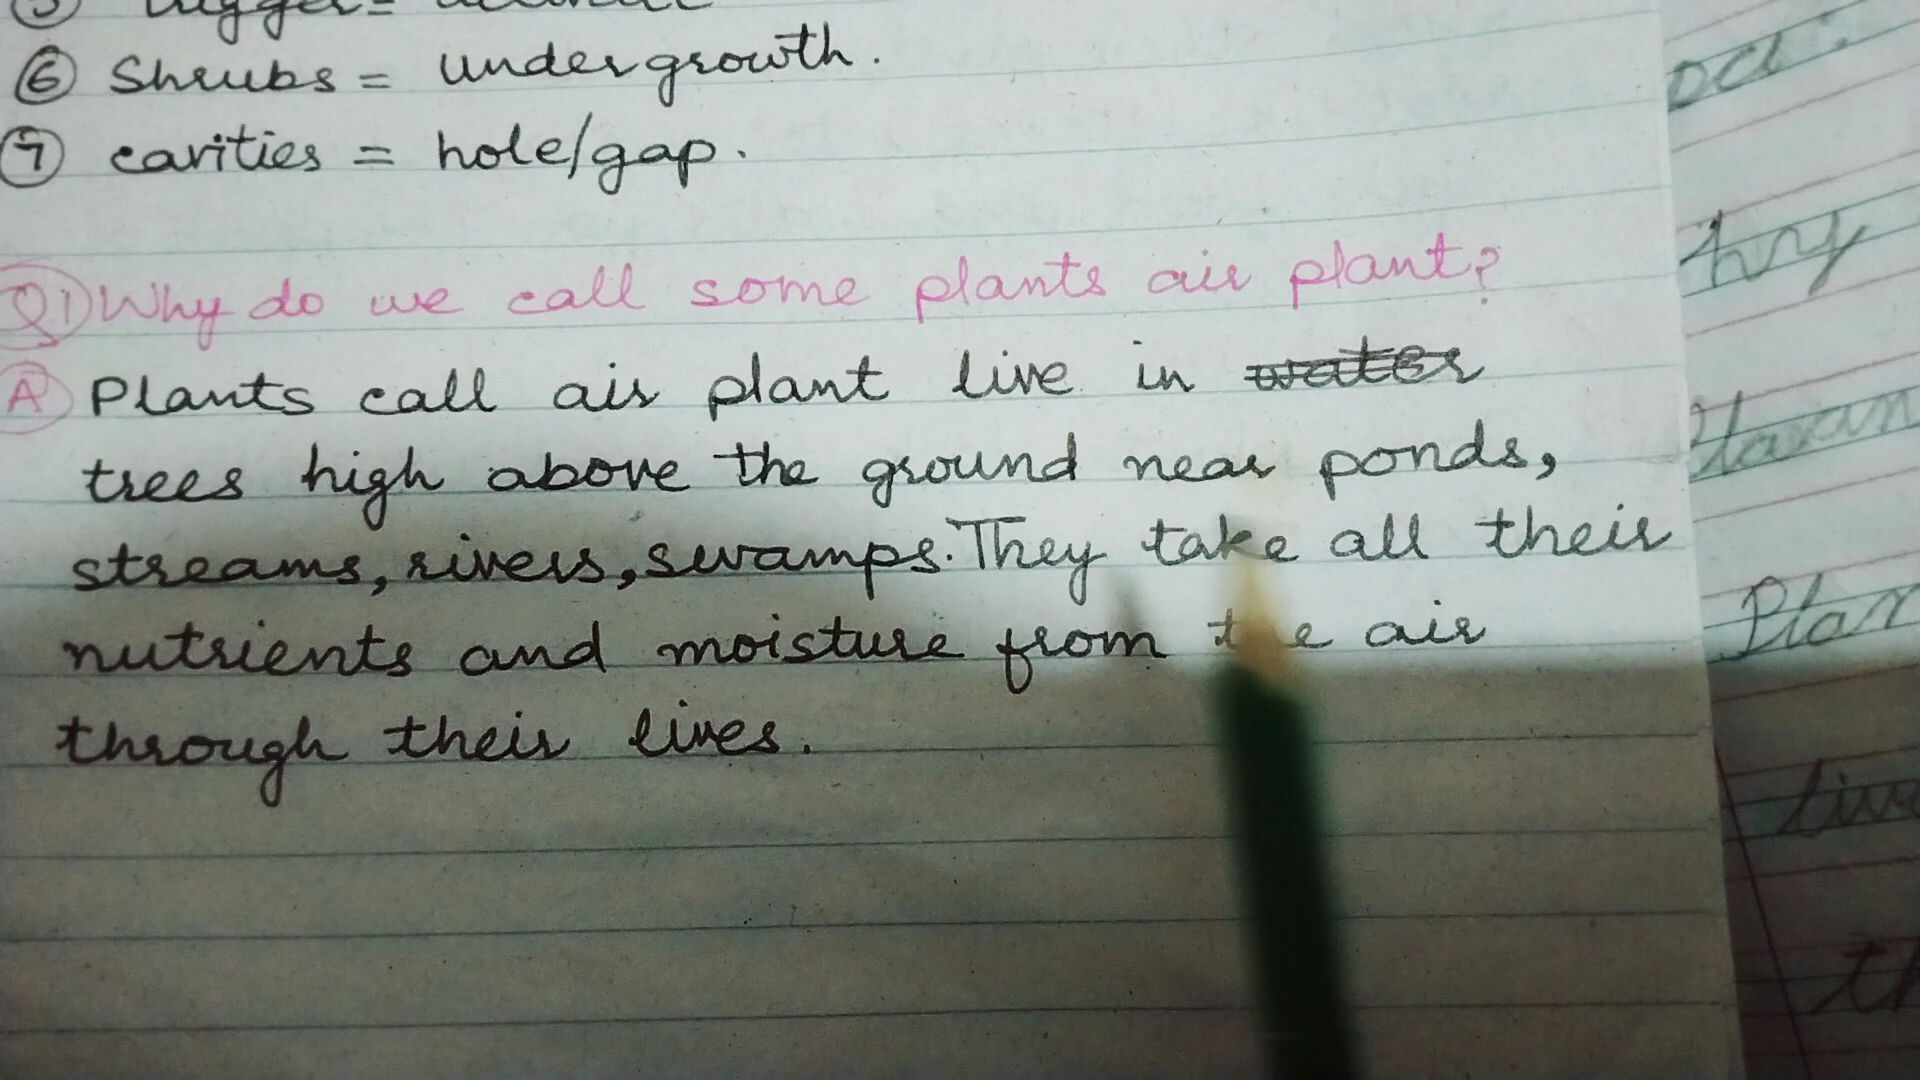 ⑤ trigger =
⑥ Shrubs = undergrowth.
⑦ cavities = hole/gap.
Q1) Why do we call some plants air plant?
A) Plants call air plant live in water
trees high above the ground near ponds,
streams, rivers, swamps. They take all their
nutrients and moisture from the air
through their lives.